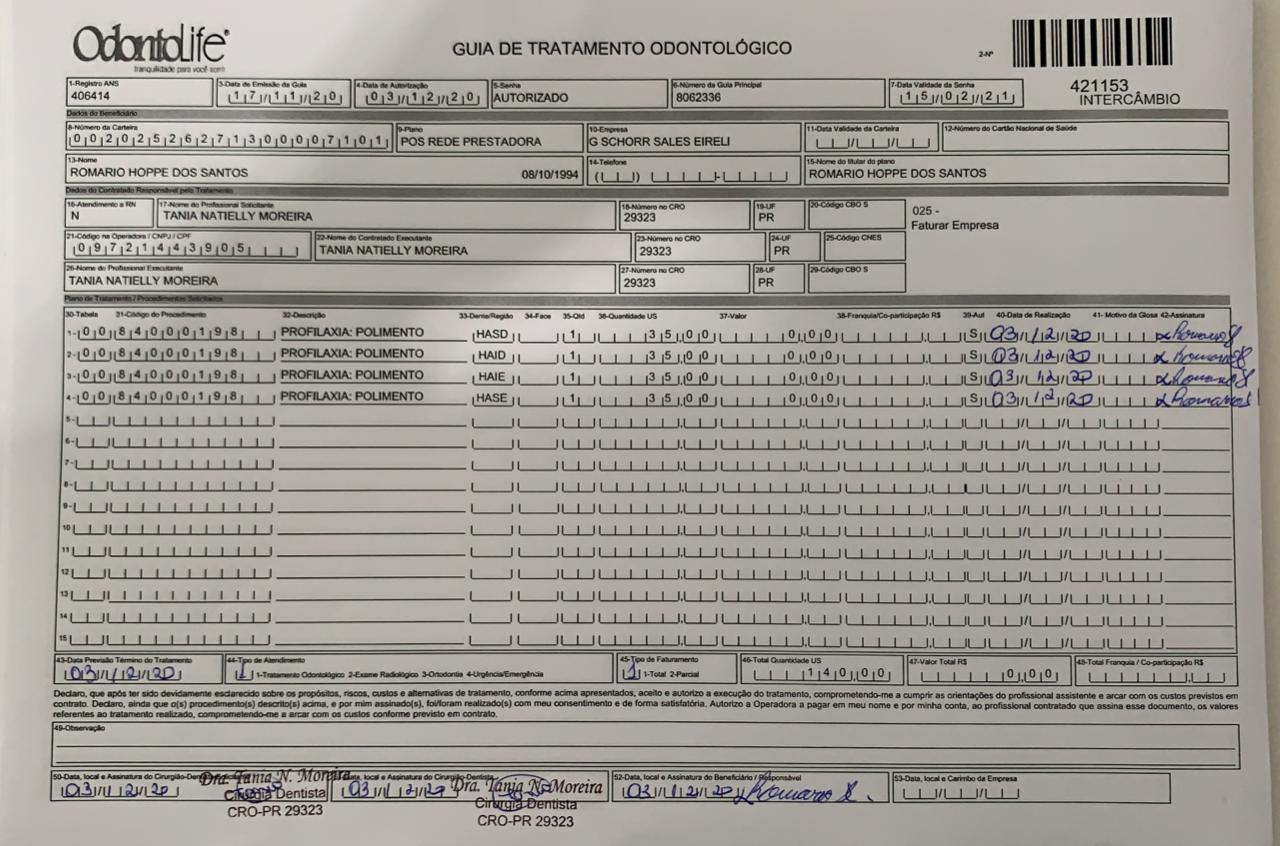 OdontoLife
tranquilidade para você sorrir
GUIA DE TRATAMENTO ODONTOLÓGICO
2-Nº
421153
INTERCÂMBIO
1-Registro ANS 3-Data de Emissão da Guia 4-Data de Autorização 5-Senha 6-Número da Guia Principal 7-Data Validade da Senha
406414 17/11/20 03/12/20 AUTORIZADO 8062336 15/02/21
Dados do Beneficiário
8-Número da Carteira 9-Plano 10-Empresa 11-Data Validade da Carteira 12-Número do Cartão Nacional de Saúde
00202526271300007101 POS REDE PRESTADORA G SCHORR SALES EIRELI
13-Nome 14-Telefone 15-Nome do titular do plano
ROMARIO HOPPE DOS SANTOS 08/10/1994 ROMARIO HOPPE DOS SANTOS
Dados do Contratado Responsável pelo Tratamento
16-Atendimento a RN 17-Nome do Profissional Solicitante 18-Número no CRO 19-UF 20-Código CBO S
N TANIA NATIELLY MOREIRA 29323 PR
025 -
Faturar Empresa
21-Código na Operadora / CNPJ / CPF 22-Nome do Contratado Executante 23-Número no CRO 24-UF 25-Código CNES
09721443905 TANIA NATIELLY MOREIRA 29323 PR
26-Nome do Profissional Executante 27-Número no CRO 28-UF 29-Código CBO S
TANIA NATIELLY MOREIRA 29323 PR
Plano de Tratamento / Procedimentos Solicitados
30-Tabela 31-Código do Procedimento 32-Descrição 33-Dente/Região 34-Face 35-Qtd 36-Quantidade US 37-Valor 38-Franquia/Co-participação R$ 39-Aut 40-Data de Realização 41- Motivo da Glosa 42-Assinatura
1- 00 84000198 PROFILAXIA: POLIMENTO HASD 1 35,00 0,00 S 03/12/20
2- 00 84000198 PROFILAXIA: POLIMENTO HAID 1 35,00 0,00 S 03/12/20
3- 00 84000198 PROFILAXIA: POLIMENTO HAIE 1 35,00 0,00 S 03/12/20
4- 00 84000198 PROFILAXIA: POLIMENTO HASE 1 35,00 0,00 S 03/12/20
5-
6-
7-
8-
9-
10
11
12
13
14
15
43-Data Previsão Término do Tratamento 44-Tipo de Atendimento 45-Tipo de Faturamento 46-Total Quantidade US 47-Valor Total R$ 48-Total Franquia / Co-participação R$
03/12/20 1 1-Tratamento Odontológico 2-Exame Radiológico 3-Ortodontia 4-Urgência/Emergência 1 1-Total 2-Parcial 140,00 0,00
Declaro, que após ter sido devidamente esclarecido sobre os propósitos, riscos, custos e alternativas de tratamento, conforme acima apresentados, aceito e autorizo a execução do tratamento, comprometendo-me a cumprir as orientações do profissional assistente e arcar com os custos previstos em
contrato. Declaro, ainda que o(s) procedimento(s) descrito(s) acima, e por mim assinado(s), foi/foram realizado(s) com meu consentimento e de forma satisfatória. Autorizo a Operadora a pagar em meu nome e por minha conta, ao profissional contratado que assina esse documento, os valores
referentes ao tratamento realizado, comprometendo-me a arcar com os custos conforme previsto em contrato.
49-Observação
50-Data, local e Assinatura do Cirurgião-Dentista local e Assinatura do Cirurgião-Dentista 52-Data, local e Assinatura do Beneficiário / Responsável 53-Data, local e Carimbo da Empresa
03/12/20 03/12/20 03/12/20
Dra. Tania N. Moreira Dra. Tania N. Moreira
Cirurgiã Dentista Cirurgiã Dentista
CRO-PR 29323 CRO-PR 29323